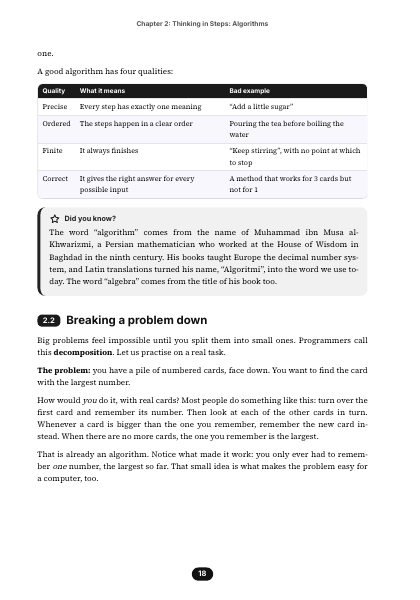 Chapter 2: Thinking in Steps: Algorithms
one.
A good algorithm has four qualities:
Quality What it means Bad example
Precise Every step has exactly one meaning “Add a little sugar”
Ordered The steps happen in a clear order Pouring the tea before boiling the
water
Finite It always finishes “Keep stirring”, with no point at which
to stop
Correct It gives the right answer for every A method that works for 3 cards but
possible input not for 1
Did you know?
The word “algorithm” comes from the name of Muhammad ibn Musa al-
Khwarizmi, a Persian mathematician who worked at the House of Wisdom in
Baghdad in the ninth century. His books taught Europe the decimal number sys-
tem, and Latin translations turned his name, “Algoritmi”, into the word we use to-
day. The word “algebra” comes from the title of his book too.
2.2 Breaking a problem down
Big problems feel impossible until you split them into small ones. Programmers call
this decomposition. Let us practise on a real task.
The problem: you have a pile of numbered cards, face down. You want to find the card
with the largest number.
How would you do it, with real cards? Most people do something like this: turn over the
first card and remember its number. Then look at each of the other cards in turn.
Whenever a card is bigger than the one you remember, remember the new card in-
stead. When there are no more cards, the one you remember is the largest.
That is already an algorithm. Notice what made it work: you only ever had to remem-
ber one number, the largest so far. That small idea is what makes the problem easy for
a computer, too.
18